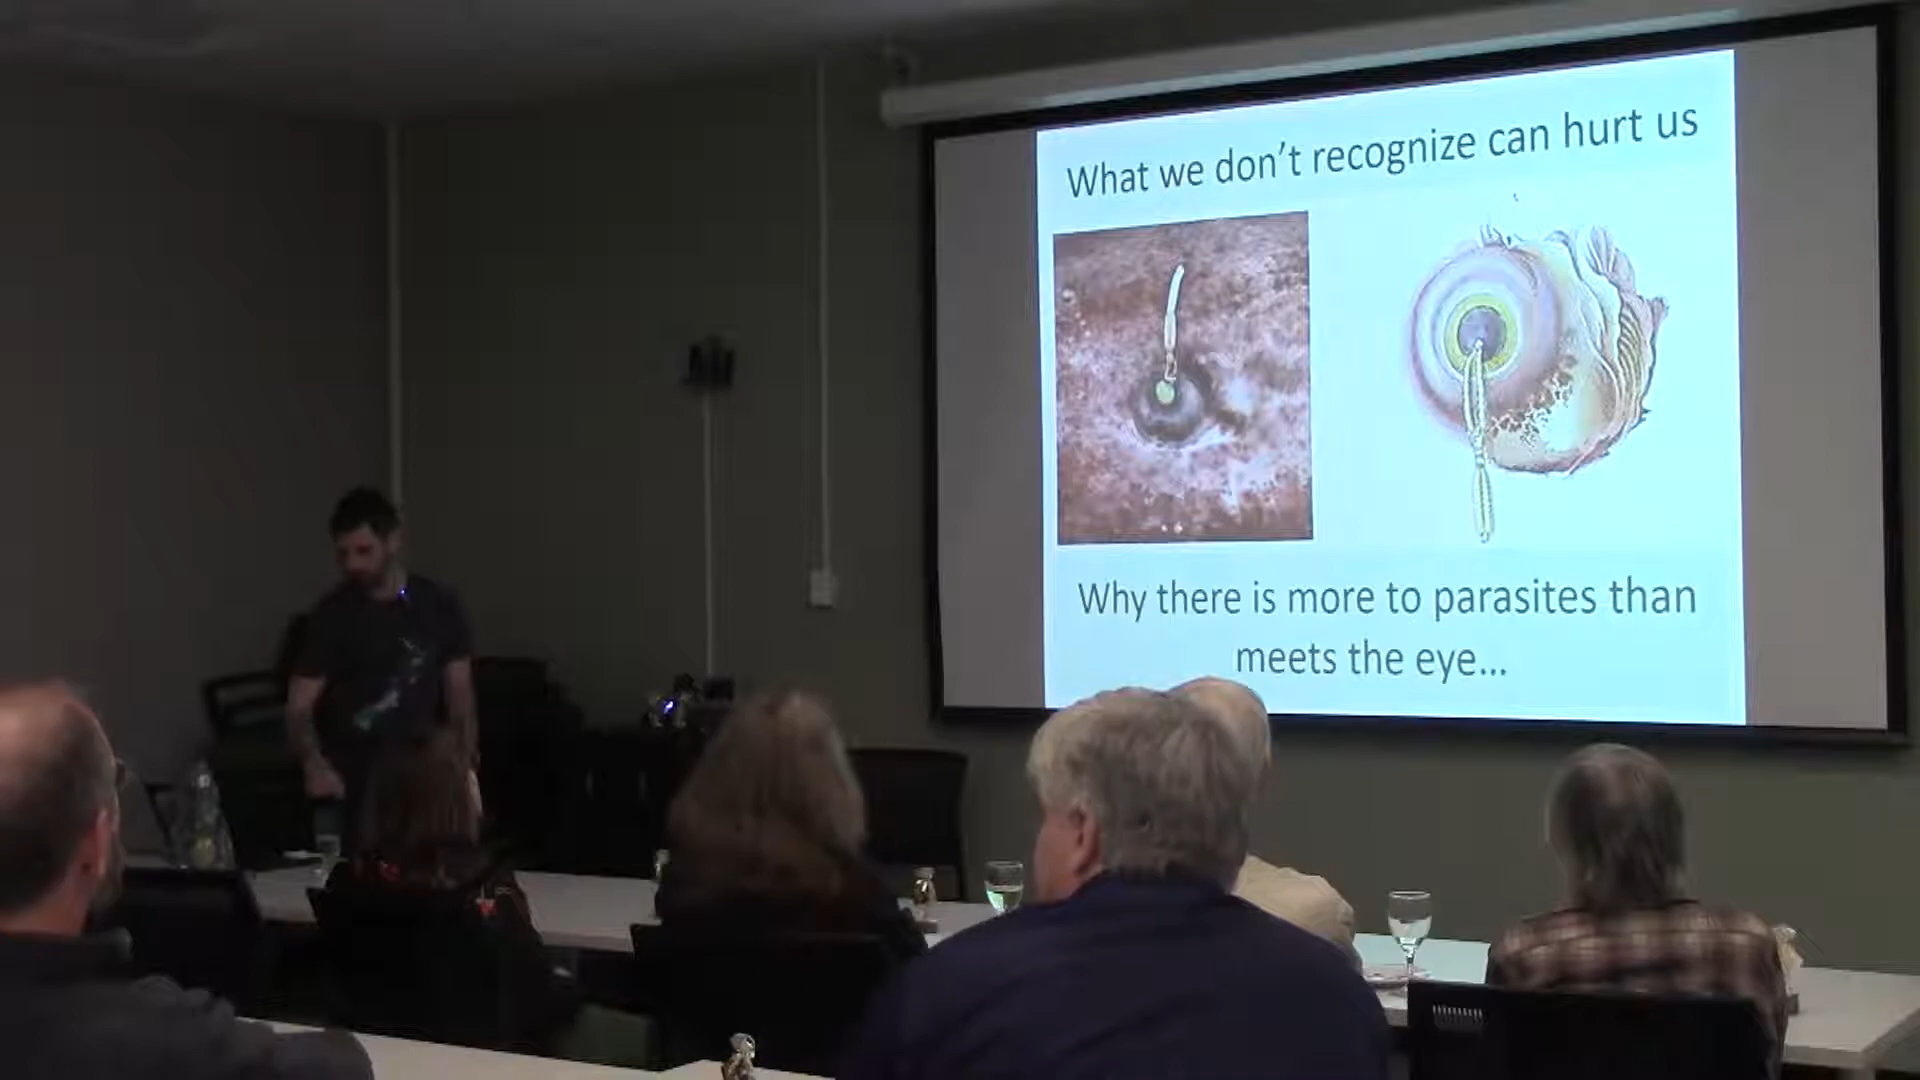 What we don't recognize can hurt us
Why there is more to parasites than
meets the eye...